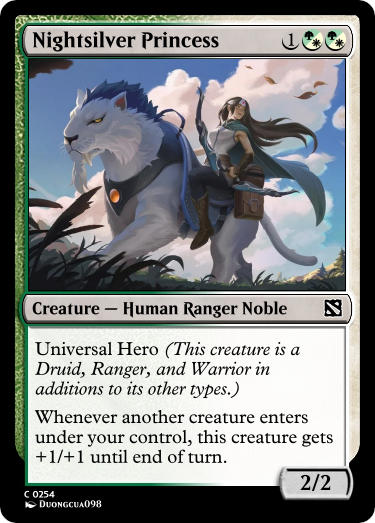 Nightsilver Princess 1
Creature — Human Ranger Noble
Universal Hero (This creature is a
Druid, Ranger, and Warrior in
additions to its other types.)
Whenever another creature enters
under your control, this creature gets
+1/+1 until end of turn.
2/2
C 0254
Duongcua098